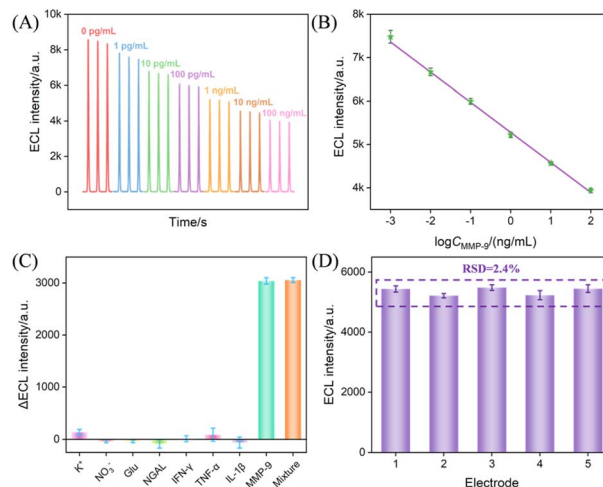 (A)
10k
8k
6k
4k
2k
0
ECL intensity/a.u.
0 pg/mL
1 pg/mL
10 pg/mL
100 pg/mL
1 ng/mL
10 ng/mL
100 ng/mL
Time/s
(B)
8k
7k
6k
5k
4k
ECL intensity/a.u.
-3 -2 -1 0 1 2
logC_MMP-9/(ng/mL)
(C)
3000
2000
1000
0
ΔECL intensity/a.u.
K⁺ NO₃⁻ Glu NGAL IFN-γ TNF-α IL-1β MMP-9 Mixture
(D)
6000
4000
2000
0
ECL intensity/a.u.
RSD=2.4%
1 2 3 4 5
Electrode